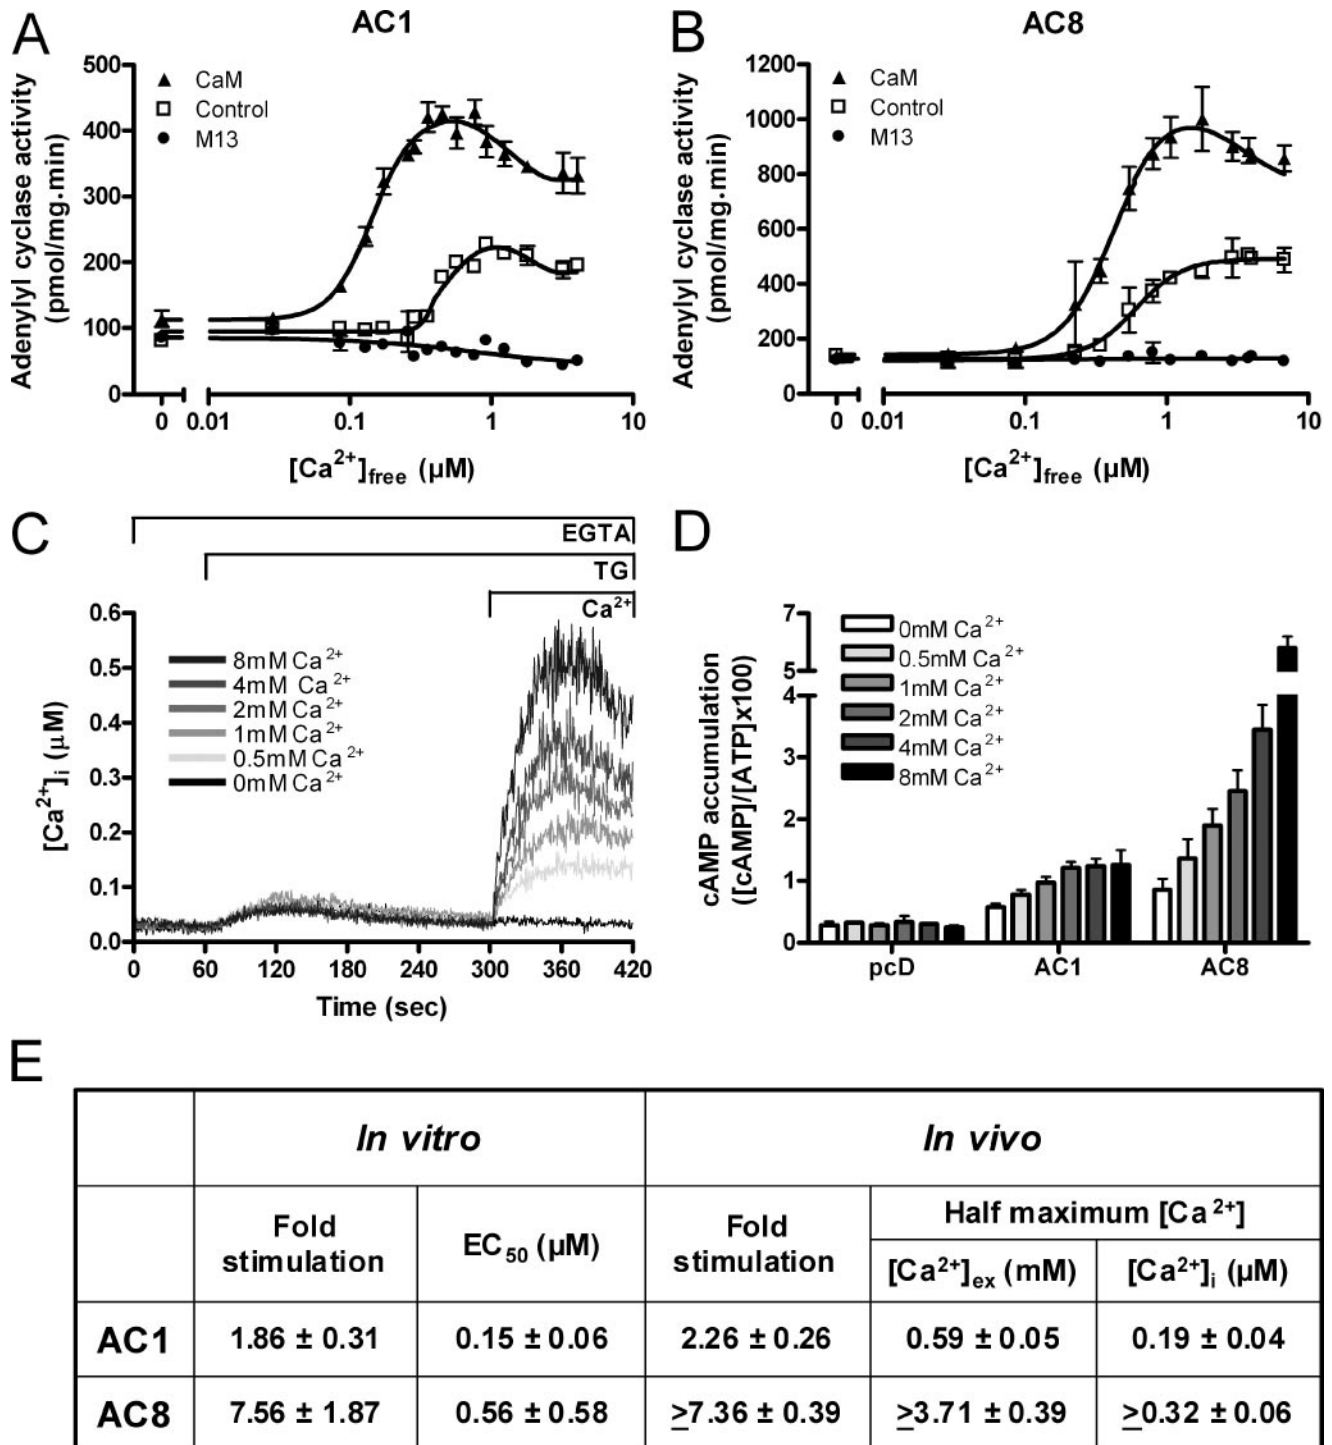 A
AC1
Adenylyl cyclase activity
(pmol/mg.min)
500
400
300
200
100
0
CaM
Control
M13
0
0.01
0.1
1
10
[Ca²⁺]free (µM)
B
AC8
Adenylyl cyclase activity
(pmol/mg.min)
1200
1000
800
600
400
200
0
CaM
Control
M13
0
0.01
0.1
1
10
[Ca²⁺]free (µM)
C
EGTA
TG
Ca²⁺
[Ca²⁺]i (µM)
0.6
0.5
0.4
0.3
0.2
0.1
0.0
8mM Ca²⁺
4mM Ca²⁺
2mM Ca²⁺
1mM Ca²⁺
0.5mM Ca²⁺
0mM Ca²⁺
0 60 120 180 240 300 360 420
Time (sec)
D
cAMP accumulation
([cAMP]/[ATP]x100)
7
5
4
3
2
1
0
0mM Ca²⁺
0.5mM Ca²⁺
1mM Ca²⁺
2mM Ca²⁺
4mM Ca²⁺
8mM Ca²⁺
pcD AC1 AC8
E
In vitro In vivo
Fold stimulation EC50 (µM) Fold stimulation Half maximum [Ca²⁺]
[Ca²⁺]ex (mM) [Ca²⁺]i (µM)
AC1 1.86 ± 0.31 0.15 ± 0.06 2.26 ± 0.26 0.59 ± 0.05 0.19 ± 0.04
AC8 7.56 ± 1.87 0.56 ± 0.58 ≥7.36 ± 0.39 ≥3.71 ± 0.39 ≥0.32 ± 0.06